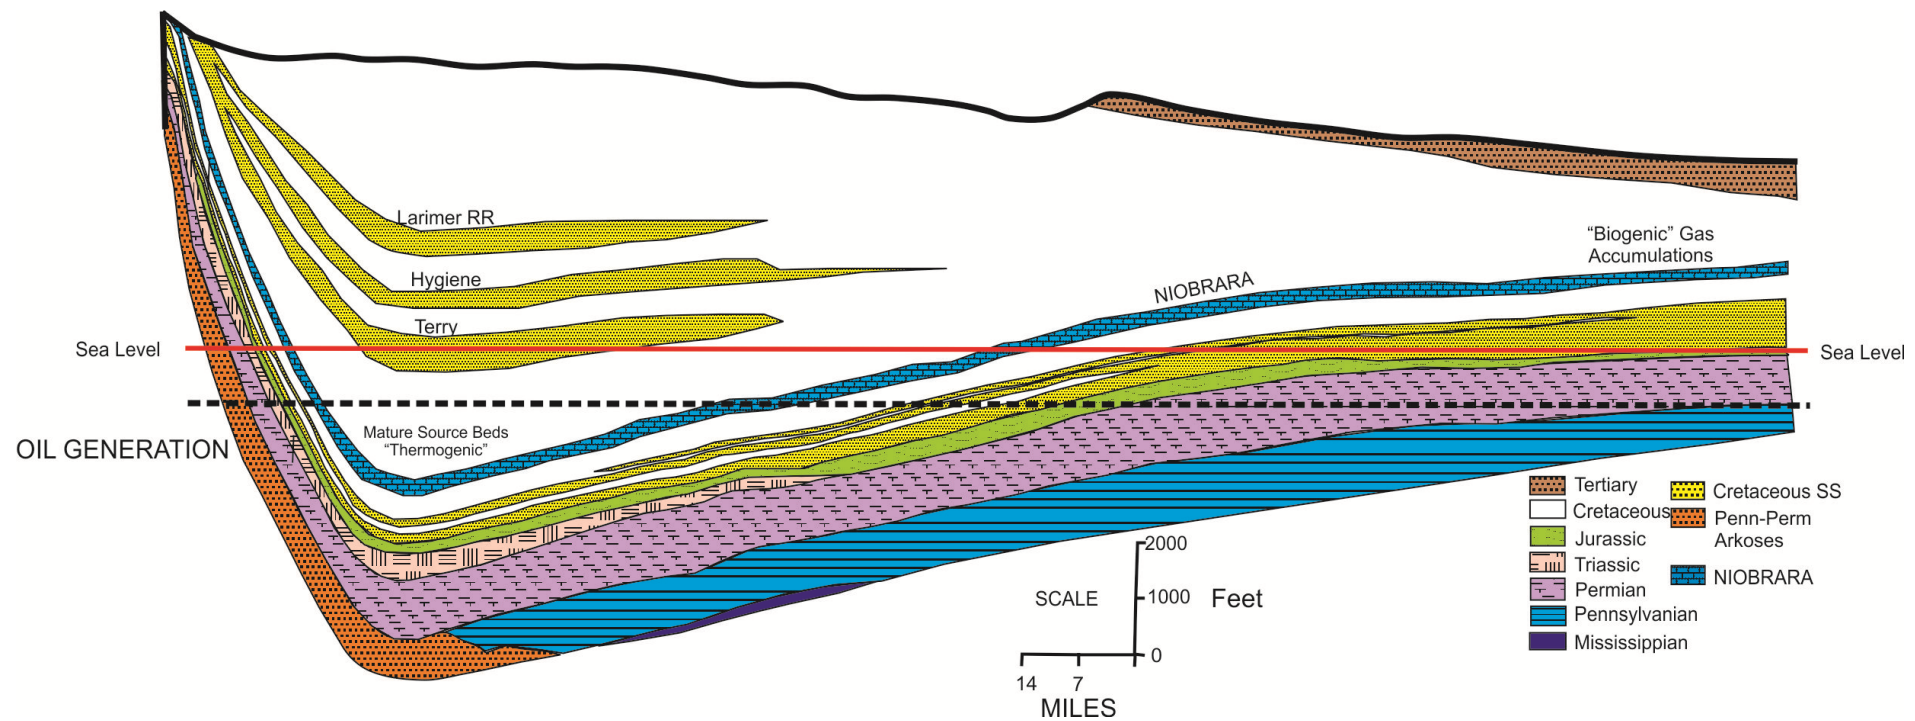 Larimer RR
Hygiene
Terry
"Biogenic" Gas
Accumulations
NIOBRARA
Sea Level
Sea Level
OIL GENERATION
Mature Source Beds
"Thermogenic"
Tertiary
Cretaceous
Jurassic
Triassic
Permian
Pennsylvanian
Mississippian
Cretaceous SS
Penn-Perm
Arkoses
NIOBRARA
SCALE
2000
1000
0
Feet
14 7
MILES